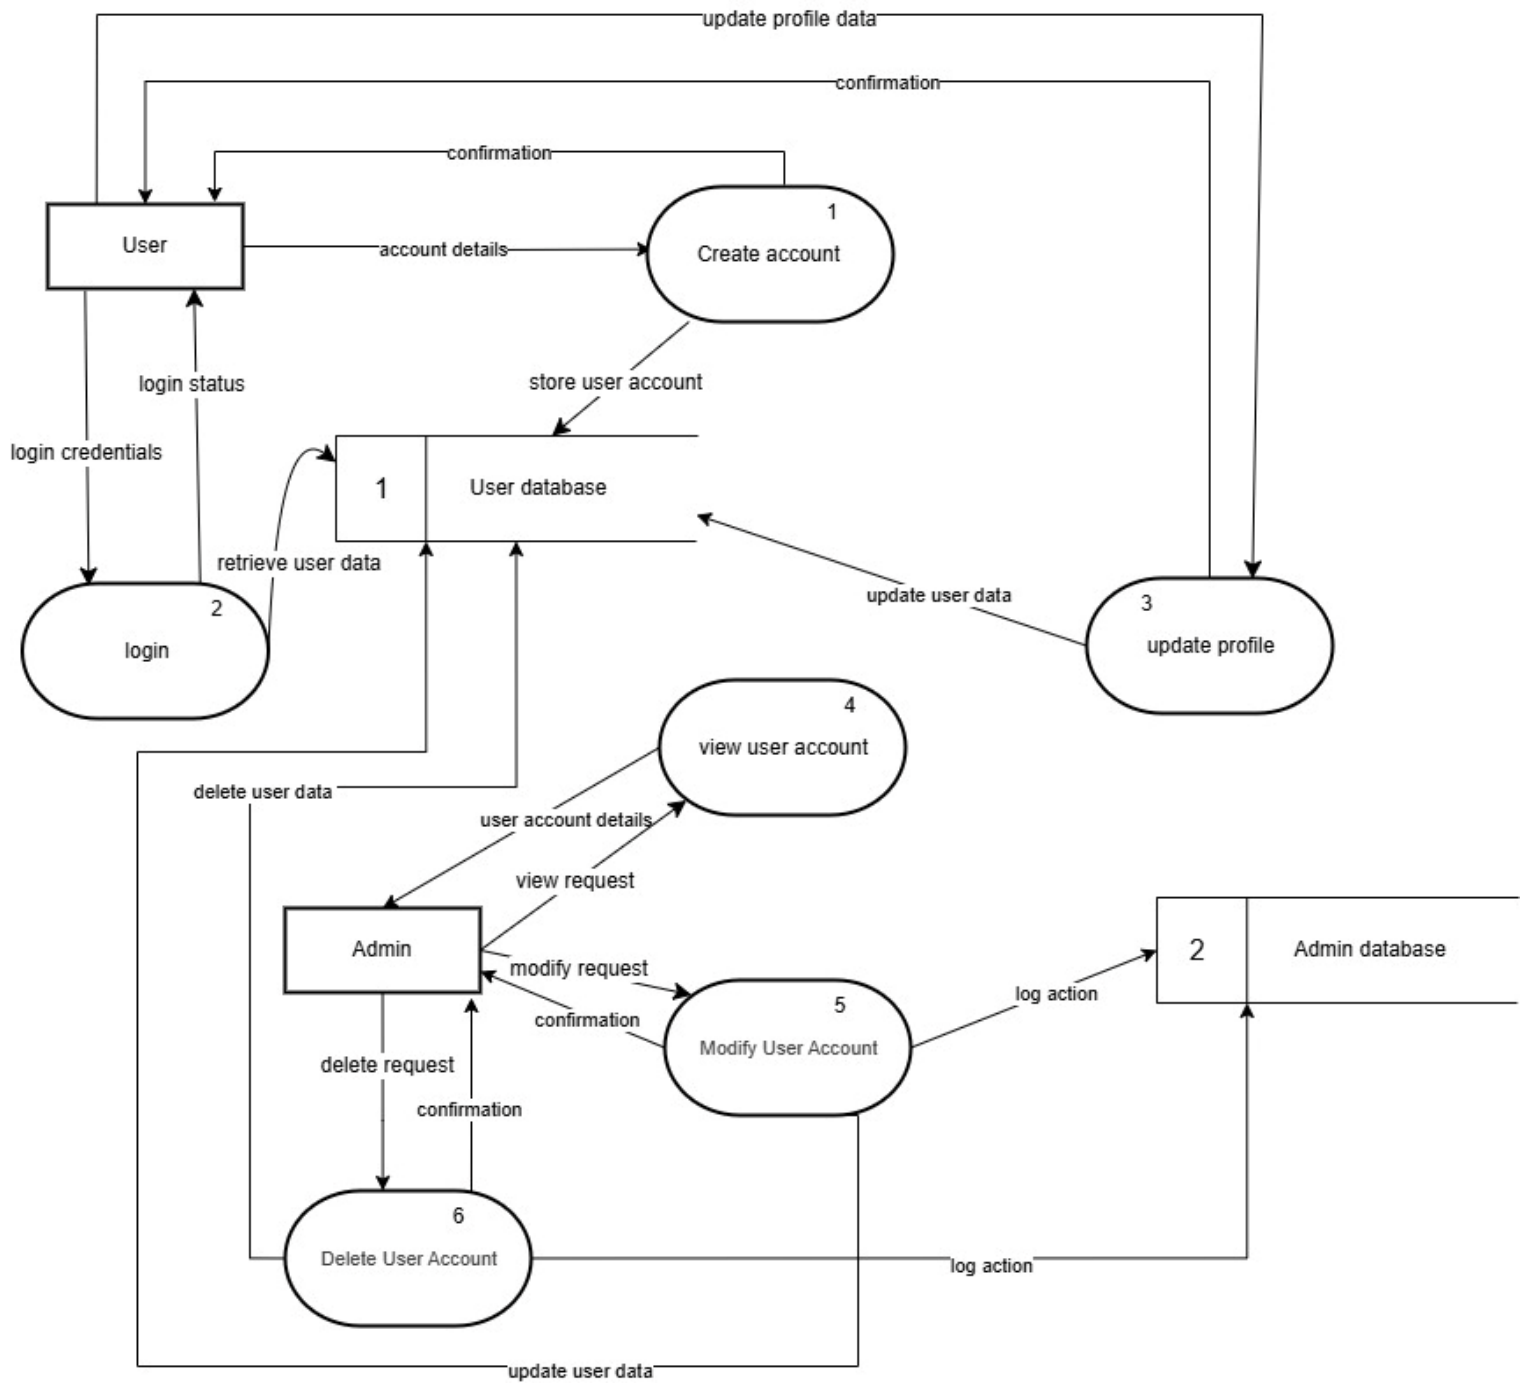 update profile data
confirmation
confirmation
1
Create account
User
account details
login status
store user account
login credentials
1
User database
retrieve user data
2
login
update user data
3
update profile
4
view user account
delete user data
user account details
view request
Admin
modify request
2
Admin database
log action
5
Modify User Account
confirmation
delete request
confirmation
6
Delete User Account
log action
update user data